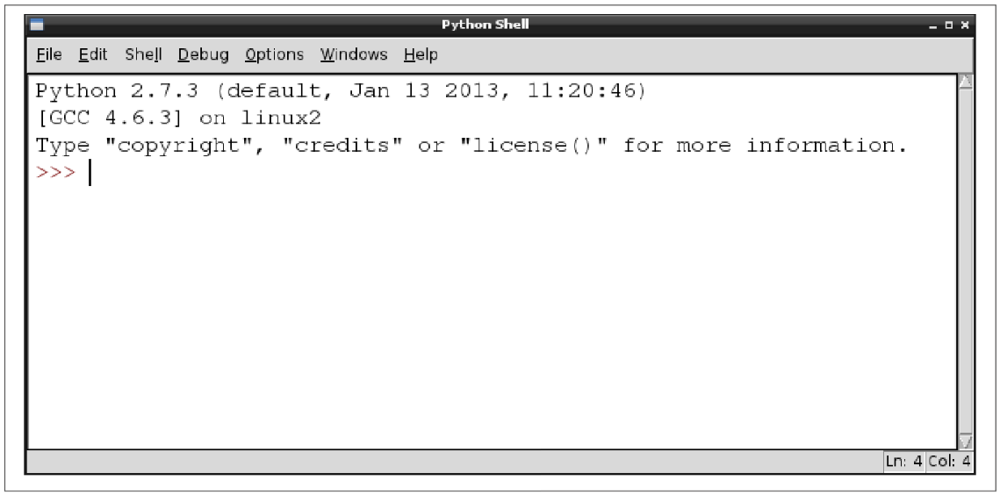 Python Shell
File Edit Shell Debug Options Windows Help
Python 2.7.3 (default, Jan 13 2013, 11:20:46)
[GCC 4.6.3] on linux2
Type "copyright", "credits" or "license()" for more information.
>>>
Ln: 4 Col: 4